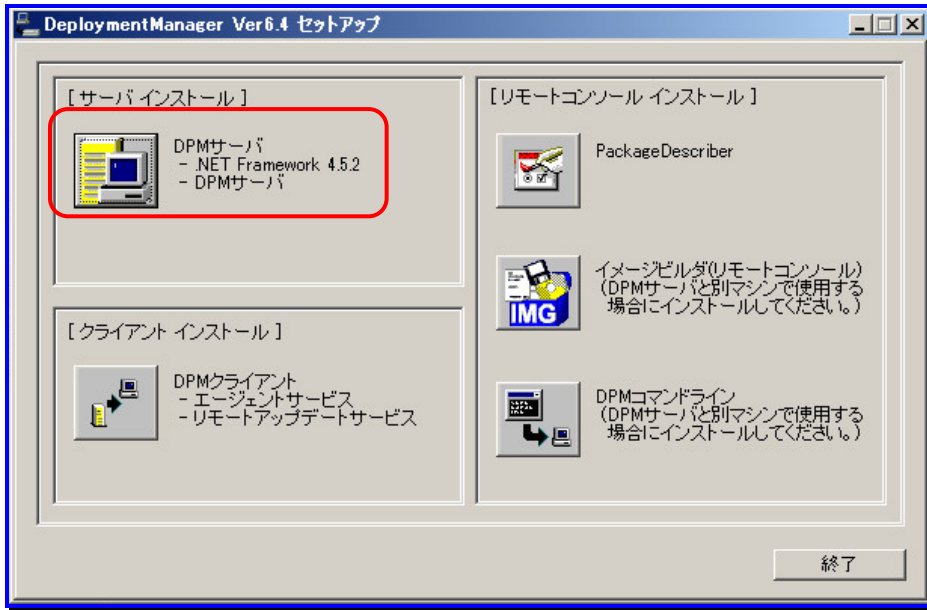 DeploymentManager Ver6.4 セットアップ
[ サーバ インストール ]
DPMサーバ
- .NET Framework 4.5.2
- DPMサーバ
[ クライアント インストール ]
DPMクライアント
- エージェントサービス
- リモートアップデートサービス
[ リモートコンソール インストール ]
PackageDescriber
IMG
イメージビルダ(リモートコンソール)
(DPMサーバと別マシンで使用する
場合にインストールしてください。)
DPMコマンドライン
(DPMサーバと別マシンで使用する
場合にインストールしてください。)
終了